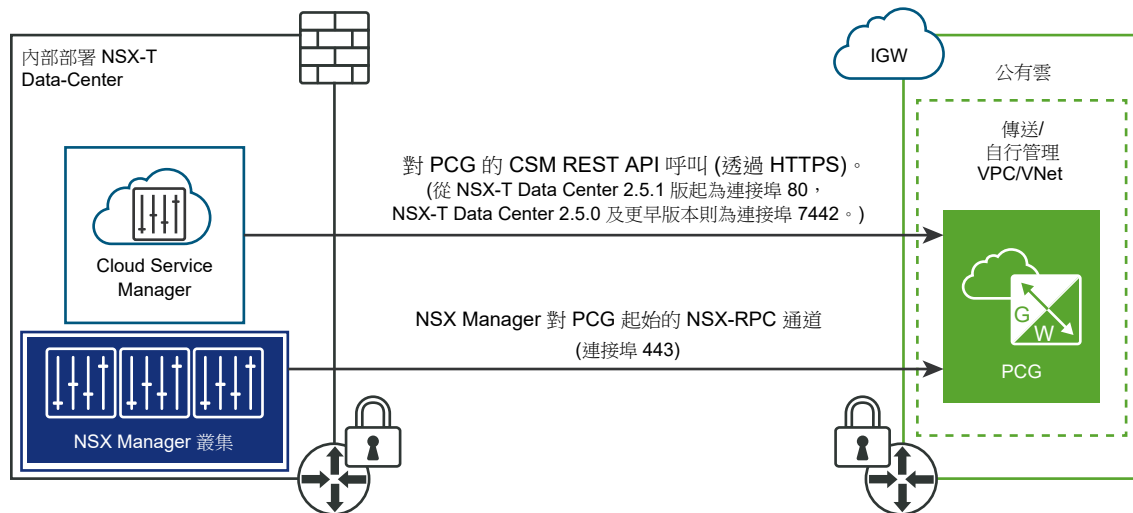 內部部署 NSX-T
Data-Center
IGW
公有雲
傳送/
自行管理
VPC/VNet
對 PCG 的 CSM REST API 呼叫 (透過 HTTPS)。
(從 NSX-T Data Center 2.5.1 版起為連接埠 80，
NSX-T Data Center 2.5.0 及更早版本則為連接埠 7442。)
Cloud Service
Manager
NSX Manager 對 PCG 起始的 NSX-RPC 通道
(連接埠 443)
G
W
PCG
NSX Manager 叢集